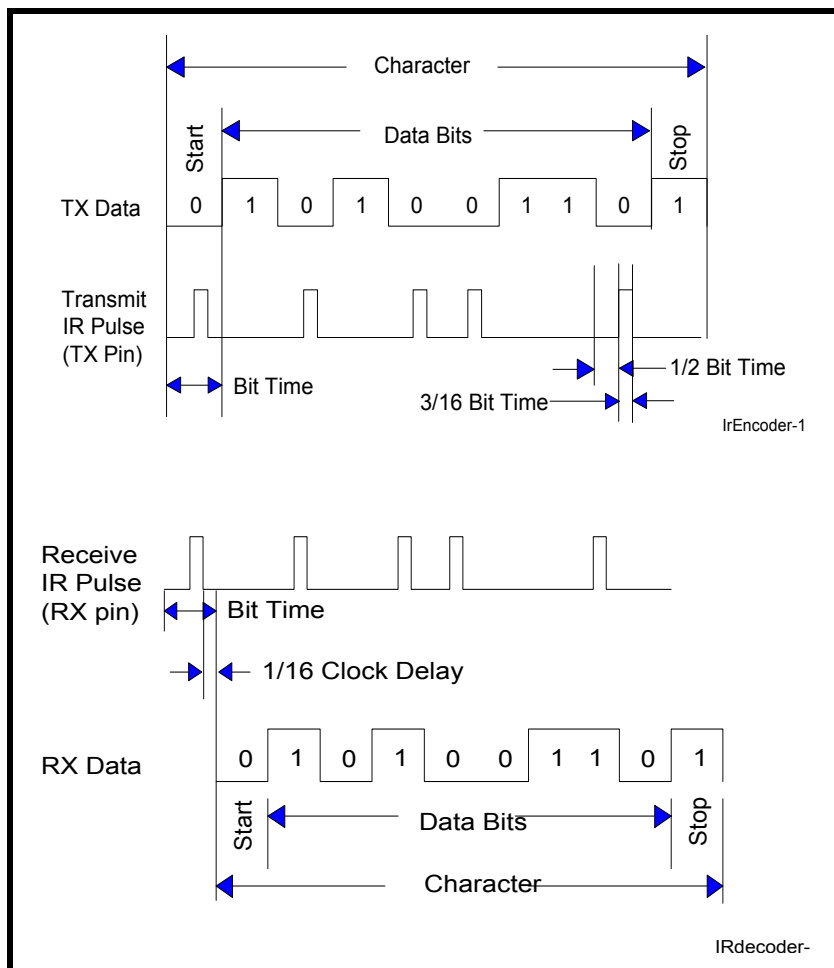 Character
Start
Data Bits
Stop
TX Data
0 1 0 1 0 0 1 1 0 1
Transmit
IR Pulse
(TX Pin)
Bit Time
1/2 Bit Time
3/16 Bit Time
IrEncoder-1
Receive
IR Pulse
(RX pin)
Bit Time
1/16 Clock Delay
RX Data
0 1 0 1 0 0 1 1 0 1
Start
Data Bits
Stop
Character
IRdecoder-